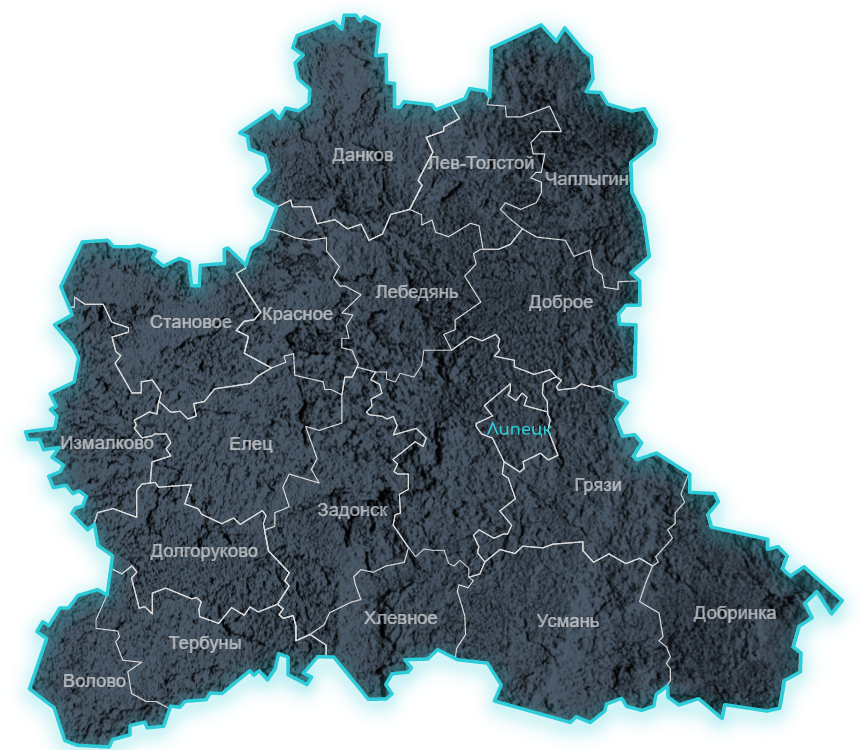 Данков
Лев-Толстой
Чаплыгин
Лебедянь
Доброе
Красное
Становое
Липецк
Измалково
Елец
Грязи
Задонск
Долгоруково
Хлевное
Усмань
Добринка
Тербуны
Волово